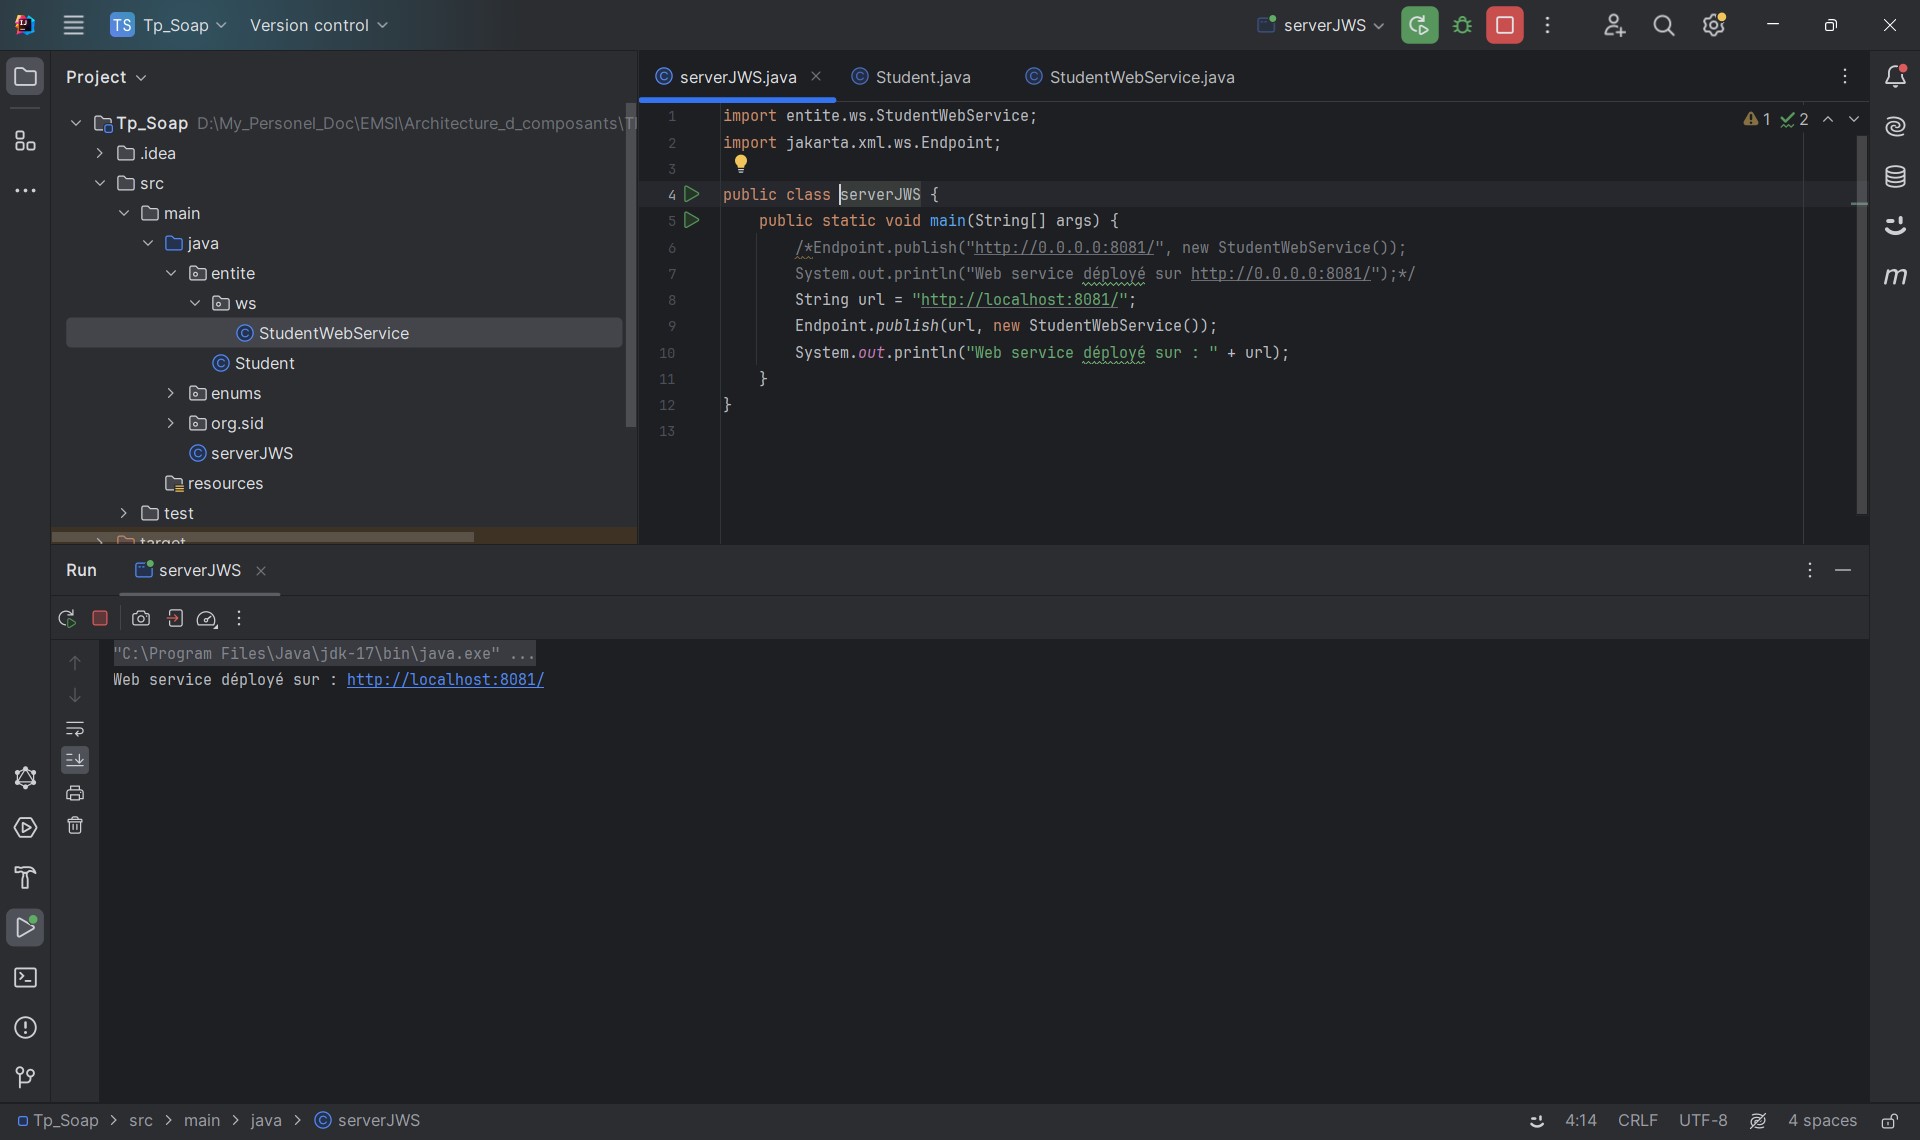 TS Tp_Soap Version control serverJWS
Project
serverJWS.java Student.java StudentWebService.java
Tp_Soap D:\My_Personel_Doc\EMSI\Architecture_d_composants\
.idea
src
main
java
entite
ws
StudentWebService
Student
enums
org.sid
serverJWS
resources
test
target
1 import entite.ws.StudentWebService;
2 import jakarta.xml.ws.Endpoint;
3
4 public class serverJWS {
5 public static void main(String[] args) {
6 /*Endpoint.publish("http://0.0.0.0:8081/", new StudentWebService());
7 System.out.println("Web service déployé sur http://0.0.0.0:8081/");*/
8 String url = "http://localhost:8081/";
9 Endpoint.publish(url, new StudentWebService());
10 System.out.println("Web service déployé sur : " + url);
11 }
12 }
13
1 2
Run serverJWS
"C:\Program Files\Java\jdk-17\bin\java.exe" ...
Web service déployé sur : http://localhost:8081/
Tp_Soap > src > main > java > serverJWS
4:14 CRLF UTF-8 4 spaces